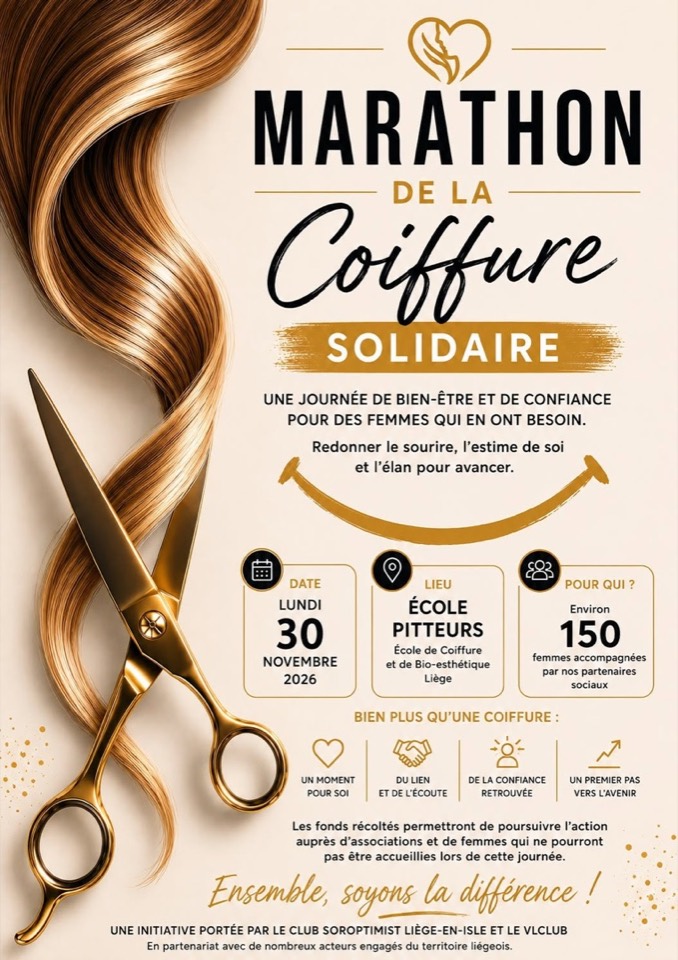 MARATHON
DE LA
Coiffure
SOLIDAIRE
UNE JOURNÉE DE BIEN-ÊTRE ET DE CONFIANCE
POUR DES FEMMES QUI EN ONT BESOIN.
Redonner le sourire, l'estime de soi
et l'élan pour avancer.
DATE
LUNDI
30
NOVEMBRE
2026
LIEU
ÉCOLE
PITTEURS
École de Coiffure
et de Bio-esthétique
Liège
POUR QUI ?
Environ
150
femmes accompagnées
par nos partenaires
sociaux
BIEN PLUS QU'UNE COIFFURE :
UN MOMENT
POUR SOI
DU LIEN
ET DE L'ÉCOUTE
DE LA CONFIANCE
RETROUVÉE
UN PREMIER PAS
VERS L'AVENIR
Les fonds récoltés permettront de poursuivre l'action
auprès d'associations et de femmes qui ne pourront
pas être accueillies lors de cette journée.
Ensemble, soyons la différence !
UNE INITIATIVE PORTÉE PAR LE CLUB SOROPTIMIST LIÈGE-EN-ISLE ET LE VLCLUB
En partenariat avec de nombreux acteurs engagés du territoire liégeois.